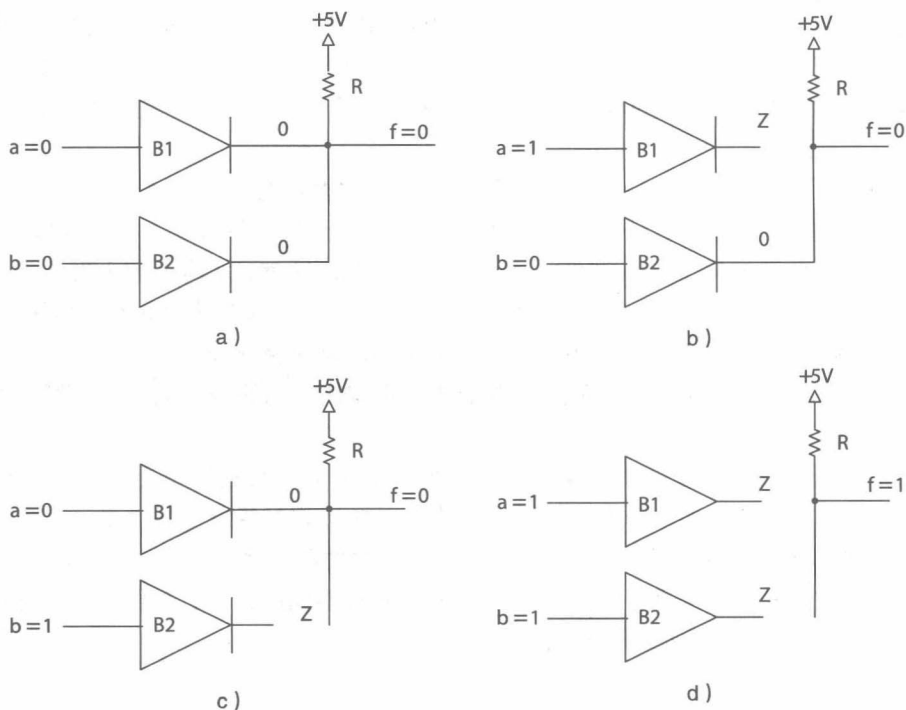 +5V
R
0
f=0
a=0
B1
0
b=0
B2
a )
+5V
R
Z
f=0
a=1
B1
0
b=0
B2
b )
+5V
R
0
f=0
a=0
B1
b=1
B2
Z
c )
+5V
R
Z
f=1
a=1
B1
Z
b=1
B2
d )